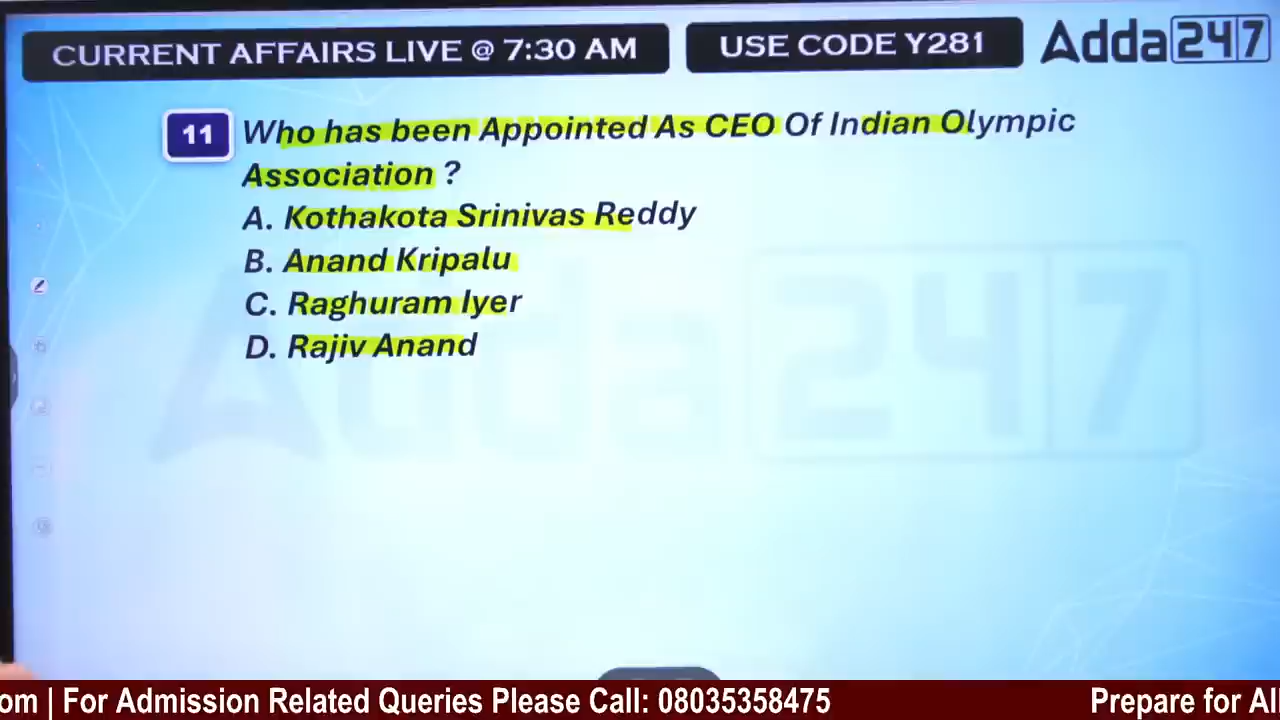 CURRENT AFFAIRS LIVE @ 7:30 AM
USE CODE Y281
Adda247
11 Who has been Appointed As CEO Of Indian Olympic
Association ?
A. Kothakota Srinivas Reddy
B. Anand Kripalu
C. Raghuram Iyer
D. Rajiv Anand
Adda247
om | For Admission Related Queries Please Call: 08035358475
Prepare for Al